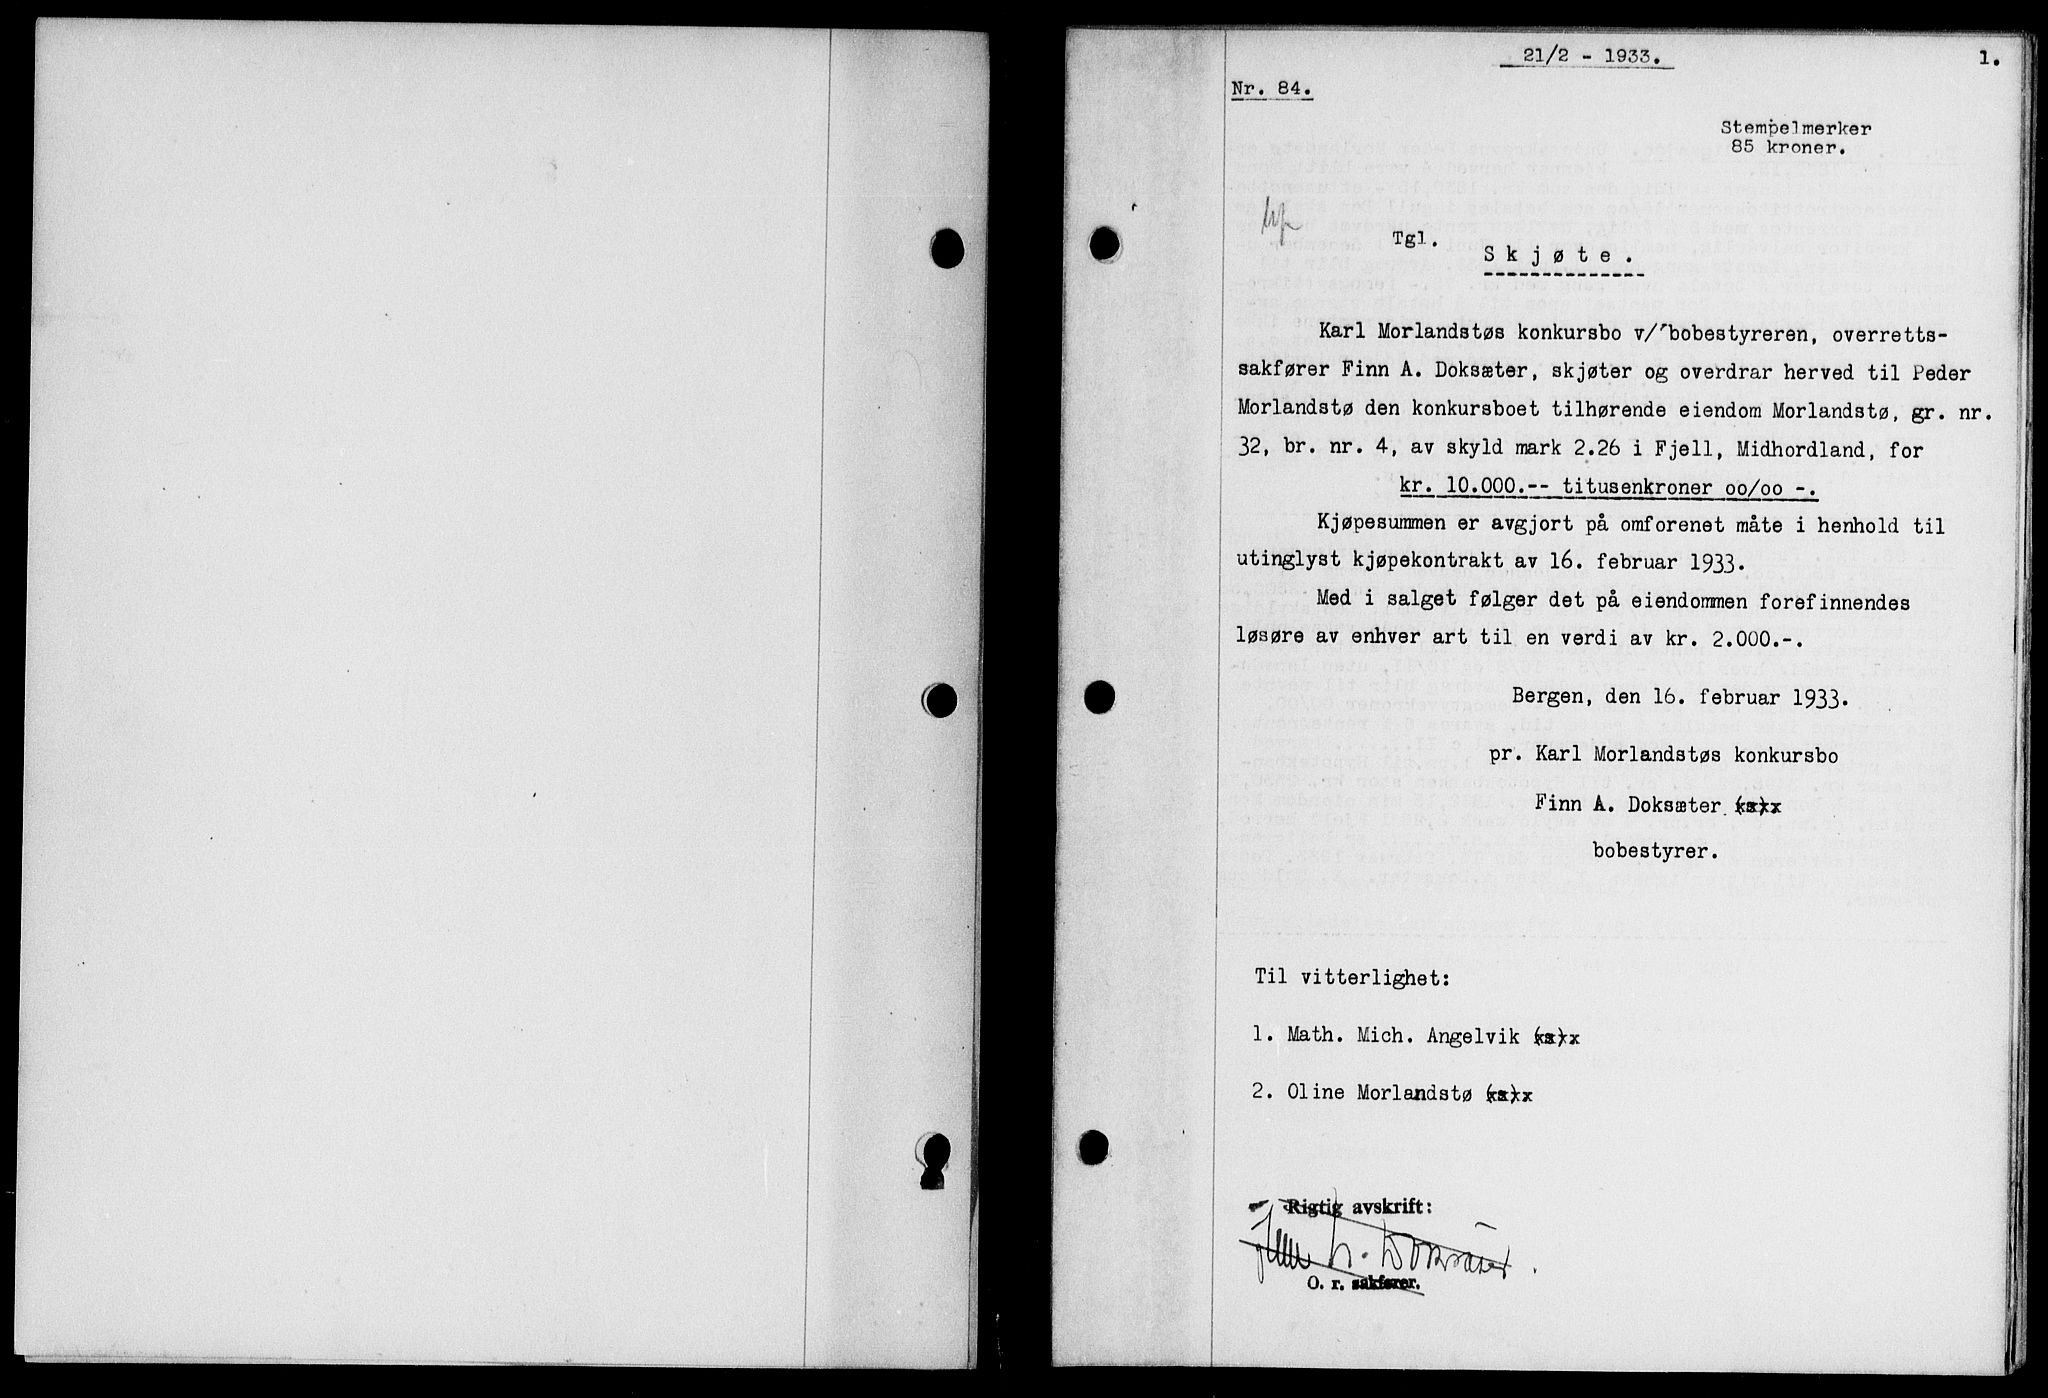 21/2 - 1933. 1.
Nr. 84.
Stempelmerker
85 kroner.
Tgl.
Skjøte.
Karl Morlandstøs konkursbo v/ bobestyreren, overretts-
sakfører Finn A. Doksæter, skjøter og overdrar herved til Peder
Morlandstø den konkursboet tilhørende eiendom Morlandstø, gr. nr.
32, br. nr. 4, av skyld mark 2.26 i Fjell, Midhordland, for
kr. 10.000.-- titusenkroner oo/oo -.
Kjøpesummen er avgjort på omforenet måte i henhold til
utinglyst kjøpekontrakt av 16. februar 1933.
Med i salget følger det på eiendommen forefinnendes
løsøre av enhver art til en verdi av kr. 2.000.-.
Bergen, den 16. februar 1933.
pr. Karl Morlandstøs konkursbo
Finn A. Doksæter (s)
bobestyrer.
Til vitterlighet:
1. Math. Mich. Angelvik (s)
2. Oline Morlandstø (s)
Rigtig avskrift:
Finn A. Doksæter.
O. r. sakfører.